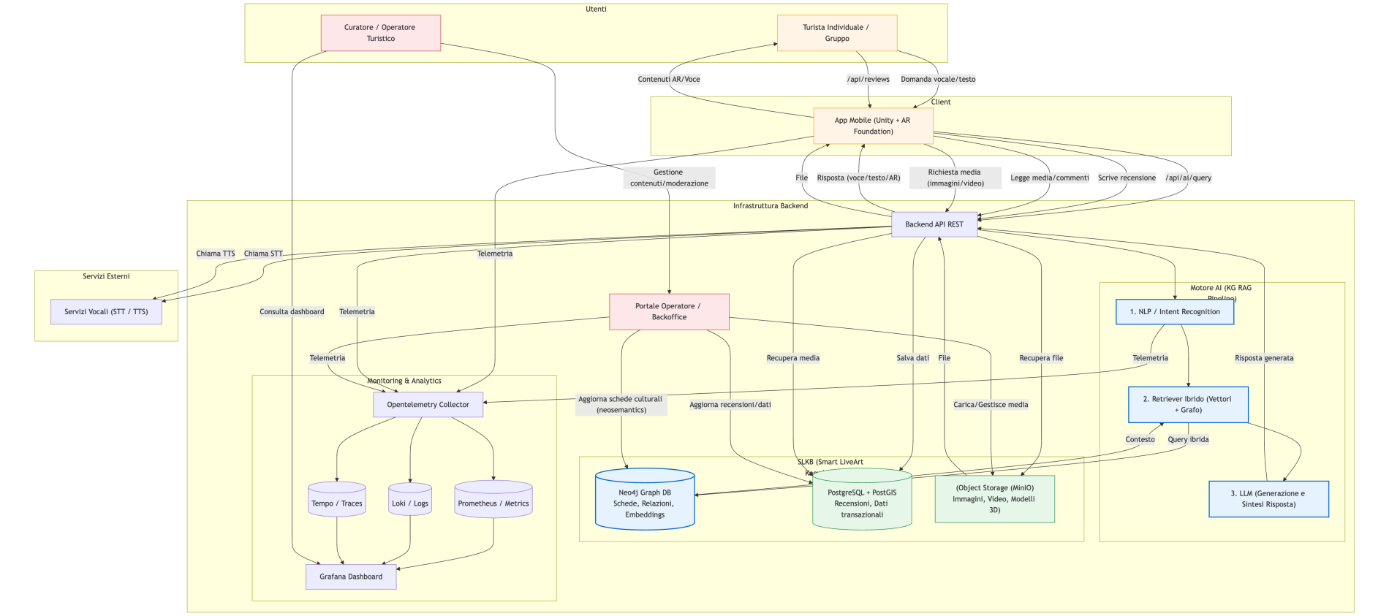 Utenti
Curatore / Operatore
Turistico
Turista Individuale /
Gruppo
Contenuti AR/Voce
/api/reviews
Domanda vocale/testo
Client
App Mobile (Unity + AR
Foundation)
Gestione
contenuti/moderazione
File
Risposta (voce/testo/AR)
Richiesta media
(immagini/video)
Legge media/commenti
Scrive recensione
/api/ai/query
Infrastruttura Backend
Backend API REST
Chiama TTS
Chiama STT
Telemetria
Servizi Esterni
Servizi Vocali (STT / TTS)
Consulta dashboard
Telemetria
Portale Operatore /
Backoffice
Motore AI (KG RAG
Pipeline)
1. NLP / Intent Recognition
Telemetria
Recupera media
Salva dati
File
Recupera file
Telemetria
Risposta generata
Monitoring & Analytics
Opentelemetry Collector
Aggiorna schede culturali
(neosemantics)
Aggiorna recensioni/dati
Carica/Gestisce media
2. Retriever Ibrido (Vettori
+ Grafo)
Contesto
Query ibrida
SLKB (Smart LiveArt
Neo4j Graph DB
Schede, Relazioni,
Embeddings
PostgreSQL + PostGIS
Recensioni, Dati
transazionali
(Object Storage (MinIO)
Immagini, Video, Modelli
3D)
3. LLM (Generazione e
Sintesi Risposta)
Tempo / Traces
Loki / Logs
Prometheus / Metrics
Grafana Dashboard